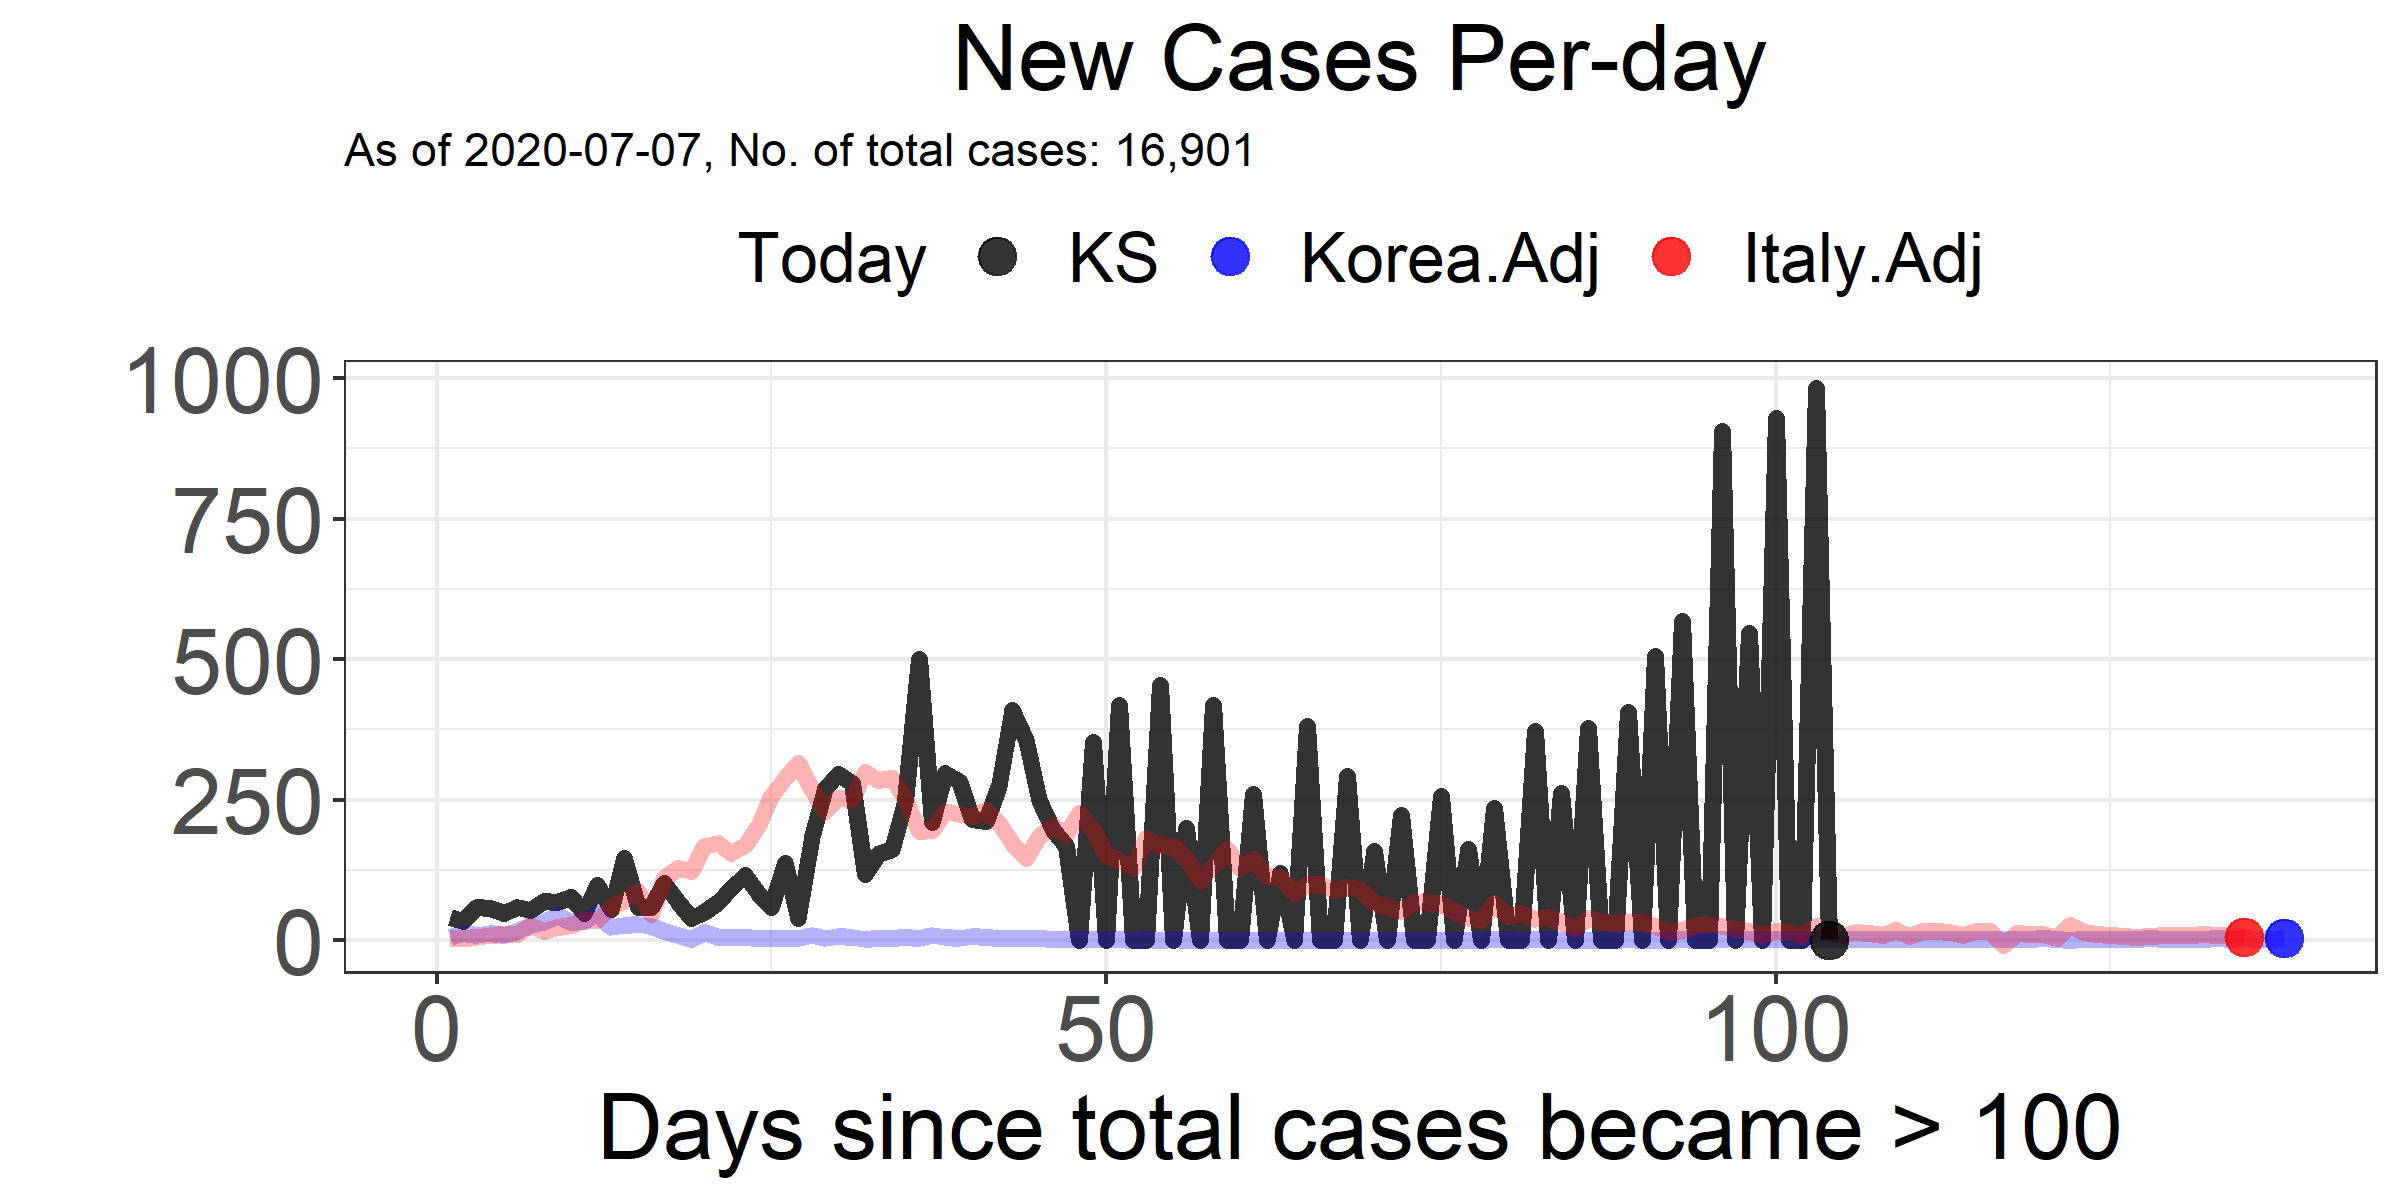 New Cases Per-day
As of 2020-07-07, No. of total cases: 16,901
Today KS Korea.Adj Italy.Adj
1000
750
500
250
0
0 50 100
Days since total cases became > 100